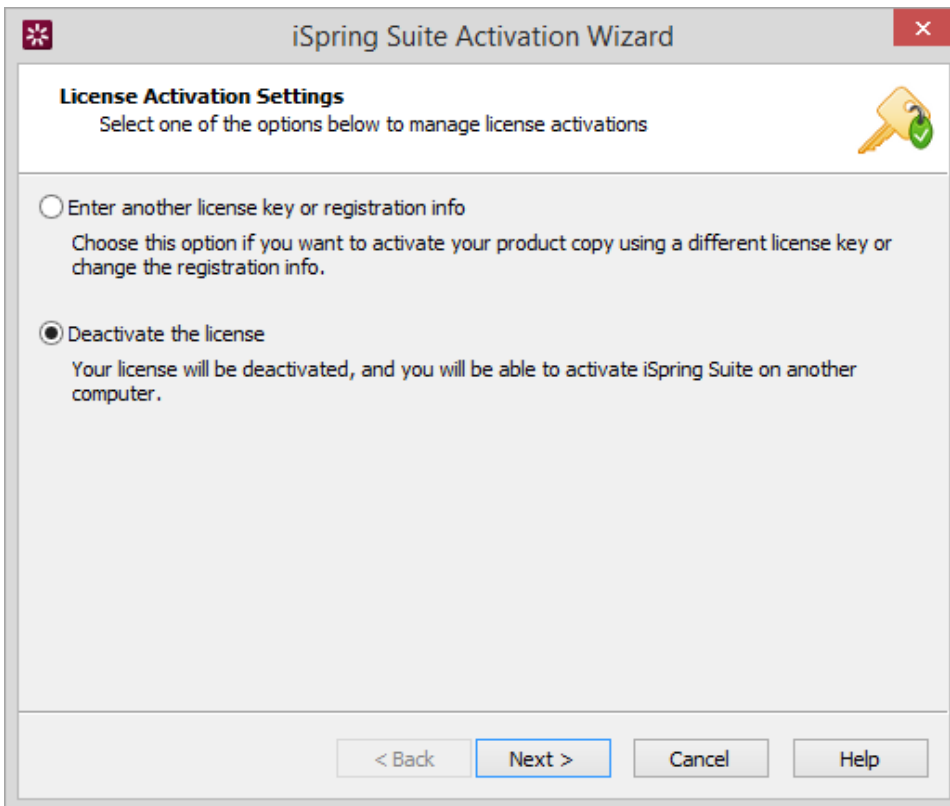 iSpring Suite Activation Wizard
License Activation Settings
Select one of the options below to manage license activations
Enter another license key or registration info
Choose this option if you want to activate your product copy using a different license key or
change the registration info.
Deactivate the license
Your license will be deactivated, and you will be able to activate iSpring Suite on another
computer.
< Back Next > Cancel Help